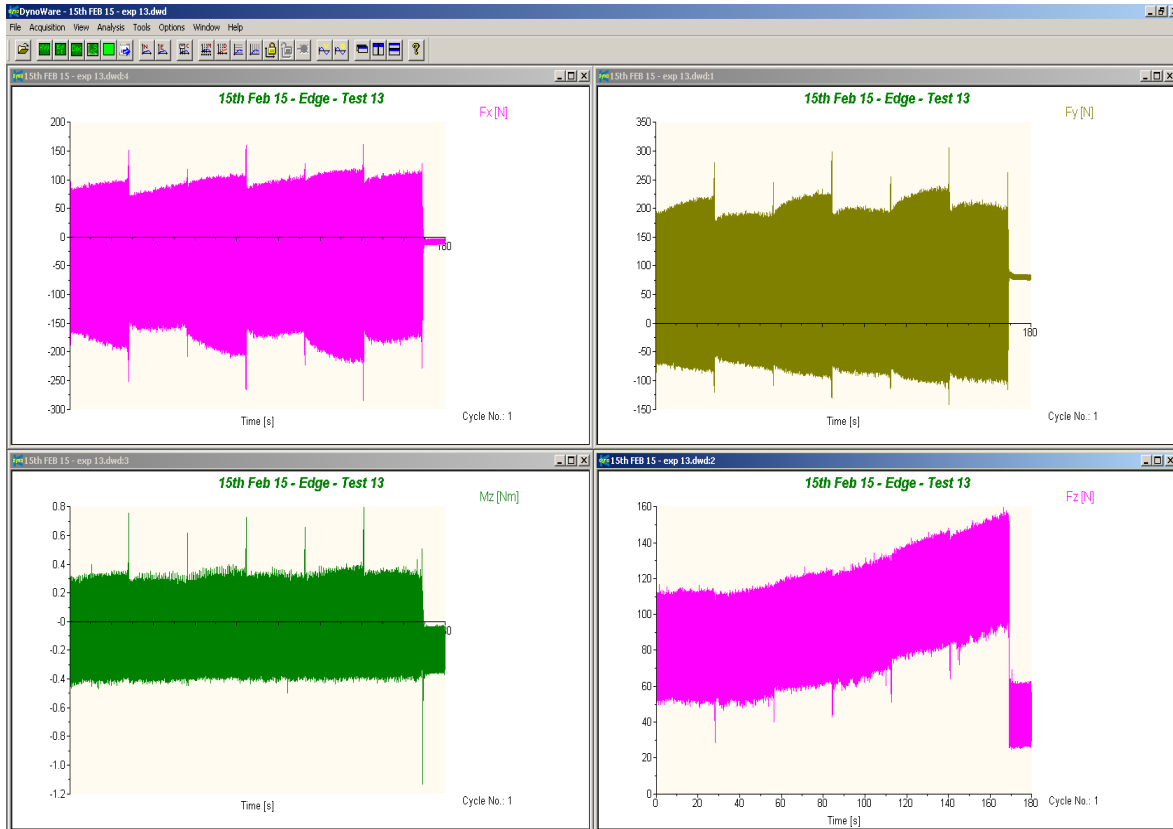 DynoWare - 15th FEB 15 - exp 13.dwd
File Acquisition View Analysis Tools Options Window Help
15th FEB 15 - exp 13.dwd:4
15th Feb 15 - Edge - Test 13
Fx [N]
200
150
100
50
0
-50
-100
-150
-200
-250
-300
180
Time [s]
Cycle No.: 1
15th FEB 15 - exp 13.dwd:1
15th Feb 15 - Edge - Test 13
Fy [N]
350
300
250
200
150
100
50
0
-50
-100
-150
180
Time [s]
Cycle No.: 1
15th FEB 15 - exp 13.dwd:3
15th Feb 15 - Edge - Test 13
Mz [Nm]
0.8
0.6
0.4
0.2
-0
-0.2
-0.4
-0.6
-0.8
-1.0
-1.2
0
Time [s]
Cycle No.: 1
15th FEB 15 - exp 13.dwd:2
15th Feb 15 - Edge - Test 13
Fz [N]
160
140
120
100
80
60
40
20
0
0 20 40 60 80 100 120 140 160 180
Time [s]
Cycle No.: 1